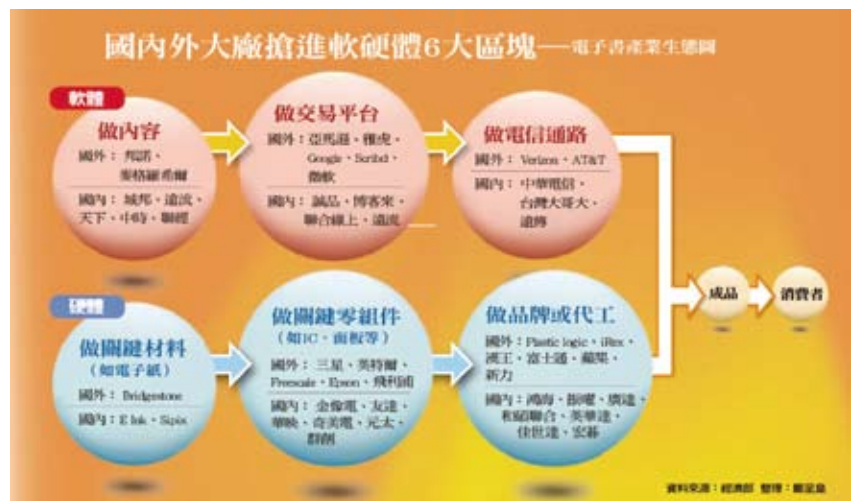 國內外大廠搶進軟硬體6大區塊——電子書產業生態圖
軟體
做內容
國外：邦諾、
麥格羅希爾
國內：城邦、遠流、
天下、中時、聯經
做交易平台
國外：亞馬遜、雅虎、
Google、Scribd、
微軟
國內：誠品、博客來、
聯合線上、遠流
做電信通路
國外：Verizon、AT&T
國內：中華電信、
台灣大哥大、
遠傳
硬體
做關鍵材料
（如電子紙）
國外：Bridgestone
國內：E Ink、Sipix
做關鍵零組件
（如IC、面板等）
國外：三星、英特爾、
Freescale、Epson、飛利浦
國內：金像電、友達、
華映、奇美電、元太、
群創
做品牌或代工
國外：Plastic logic、iRex、
漢王、富士通、蘋果、
新力
國內：鴻海、振曜、廣達、
和碩聯合、英華達、
佳世達、宏碁
成品
消費者
資料來源：經濟部 整理：